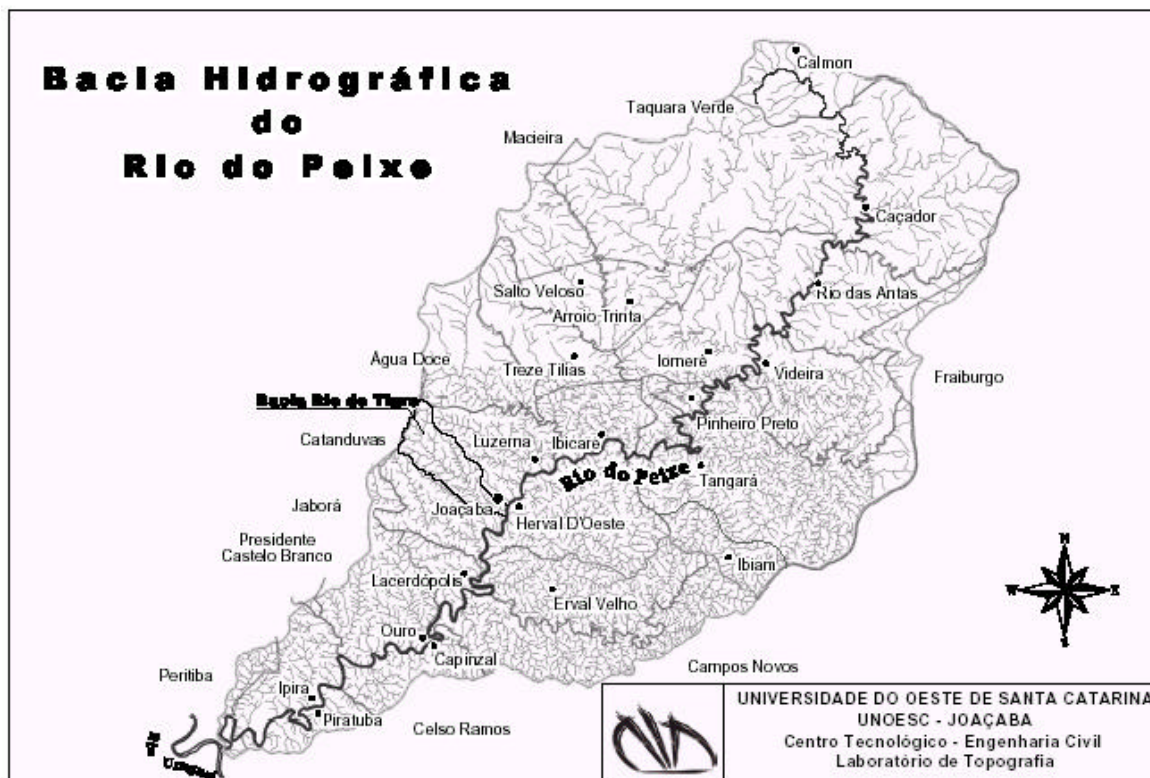 Bacia Hidrográfica
do
Rio do Peixe
Calmon
Taquara Verde
Macieira
Caçador
Salto Veloso
Rio das Antas
Arroio Trinta
Água Doce
Treze Tílias
Iomerê
Videira
Fraiburgo
Bacia Rio do Tigre
Pinheiro Preto
Catanduvas
Luzerna
Ibicare
Rio do Peixe
Tangará
Jaborá
Joaçaba
Herval D'Oeste
Presidente
Castelo Branco
Ibiam
N
W
E
S
Lacerdópolis
Erval Velho
Ouro
Capinzal
Campos Novos
Peritiba
Ipira
Piratuba
Celso Ramos
Rio
Uruguai
UNIVERSIDADE DO OESTE DE SANTA CATARINA
UNOESC - JOAÇABA
Centro Tecnológico - Engenharia Civil
Laboratório de Topografia